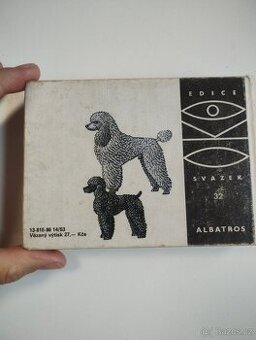 EDICE
OKO
SVAZEK
32
ALBATROS
13-815-86 14/63
Vázaný výtisk 27,— Kčs